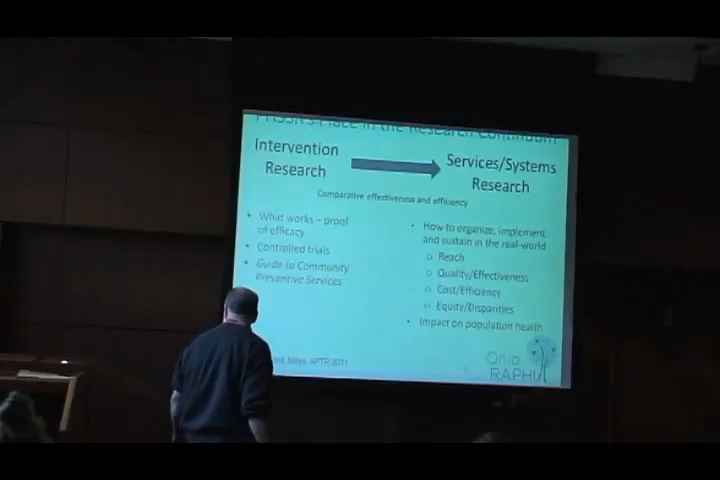 PHSSR's Place in the Research Continuum
Intervention
Research
Services/Systems
Research
Comparative effectiveness and efficiency
• What works – proof
of efficacy
• Controlled trials
• Guide to Community
Preventive Services
• How to organize, implement
and sustain in the real-world
o Reach
o Quality/Effectiveness
o Cost/Efficiency
o Equity/Disparities
• Impact on population health
Mays APTR 2011
Ohio
RAPHI